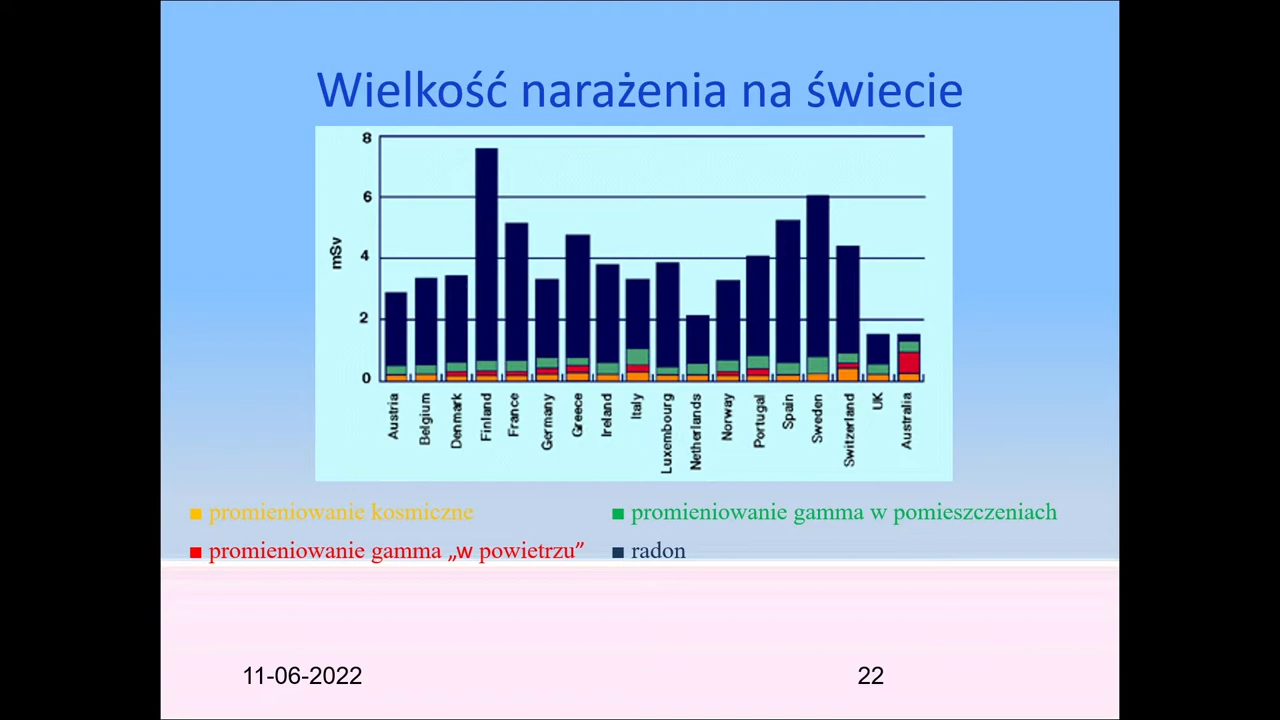 Wielkość narażenia na świecie
8
6
4
2
0
mSv
Austria
Belgium
Denmark
Finland
France
Germany
Greece
Ireland
Italy
Luxembourg
Netherlands
Norway
Portugal
Spain
Sweden
Switzerland
UK
Australia
promieniowanie kosmiczne
promieniowanie gamma w pomieszczeniach
promieniowanie gamma „w powietrzu”
radon
11-06-2022
22